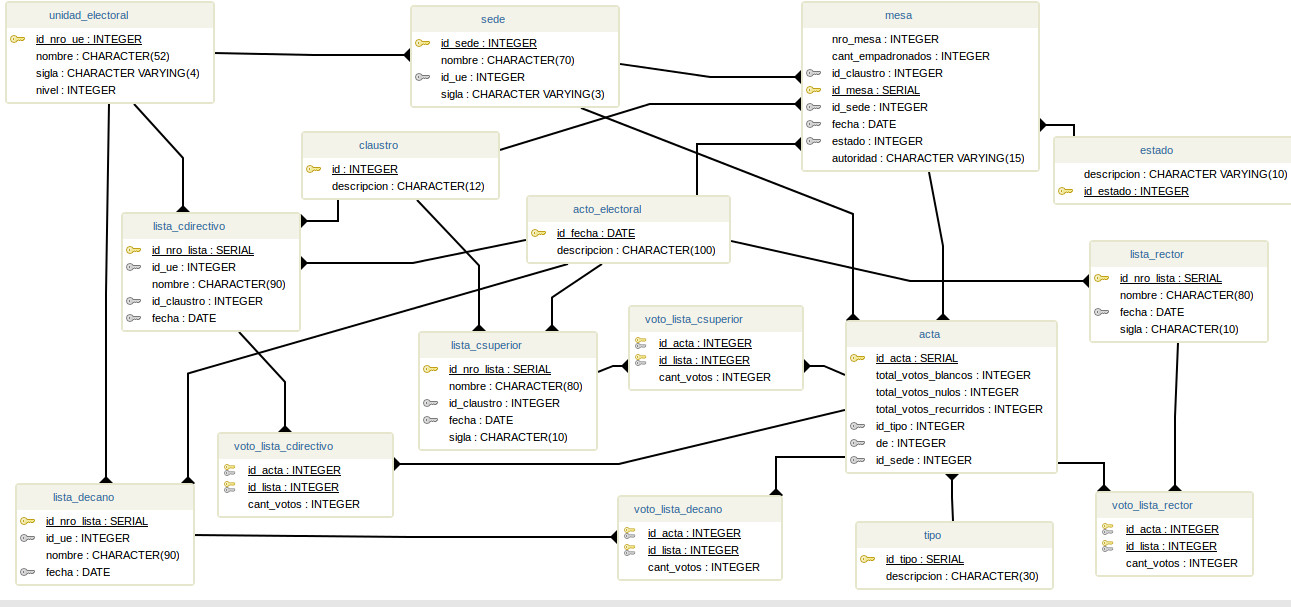 unidad_electoral
id_nro_ue : INTEGER
nombre : CHARACTER(52)
sigla : CHARACTER VARYING(4)
nivel : INTEGER
sede
id_sede : INTEGER
nombre : CHARACTER(70)
id_ue : INTEGER
sigla : CHARACTER VARYING(3)
mesa
nro_mesa : INTEGER
cant_empadronados : INTEGER
id_claustro : INTEGER
id_mesa : SERIAL
id_sede : INTEGER
fecha : DATE
estado : INTEGER
autoridad : CHARACTER VARYING(15)
claustro
id : INTEGER
descripcion : CHARACTER(12)
estado
descripcion : CHARACTER VARYING(10)
id_estado : INTEGER
lista_cdirectivo
id_nro_lista : SERIAL
id_ue : INTEGER
nombre : CHARACTER(90)
id_claustro : INTEGER
fecha : DATE
acto_electoral
id_fecha : DATE
descripcion : CHARACTER(100)
lista_rector
id_nro_lista : SERIAL
nombre : CHARACTER(80)
fecha : DATE
sigla : CHARACTER(10)
lista_csuperior
id_nro_lista : SERIAL
nombre : CHARACTER(80)
id_claustro : INTEGER
fecha : DATE
sigla : CHARACTER(10)
voto_lista_csuperior
id_acta : INTEGER
id_lista : INTEGER
cant_votos : INTEGER
acta
id_acta : SERIAL
total_votos_blancos : INTEGER
total_votos_nulos : INTEGER
total_votos_recurridos : INTEGER
id_tipo : INTEGER
de : INTEGER
id_sede : INTEGER
voto_lista_cdirectivo
id_acta : INTEGER
id_lista : INTEGER
cant_votos : INTEGER
lista_decano
id_nro_lista : SERIAL
id_ue : INTEGER
nombre : CHARACTER(90)
fecha : DATE
voto_lista_decano
id_acta : INTEGER
id_lista : INTEGER
cant_votos : INTEGER
tipo
id_tipo : SERIAL
descripcion : CHARACTER(30)
voto_lista_rector
id_acta : INTEGER
id_lista : INTEGER
cant_votos : INTEGER